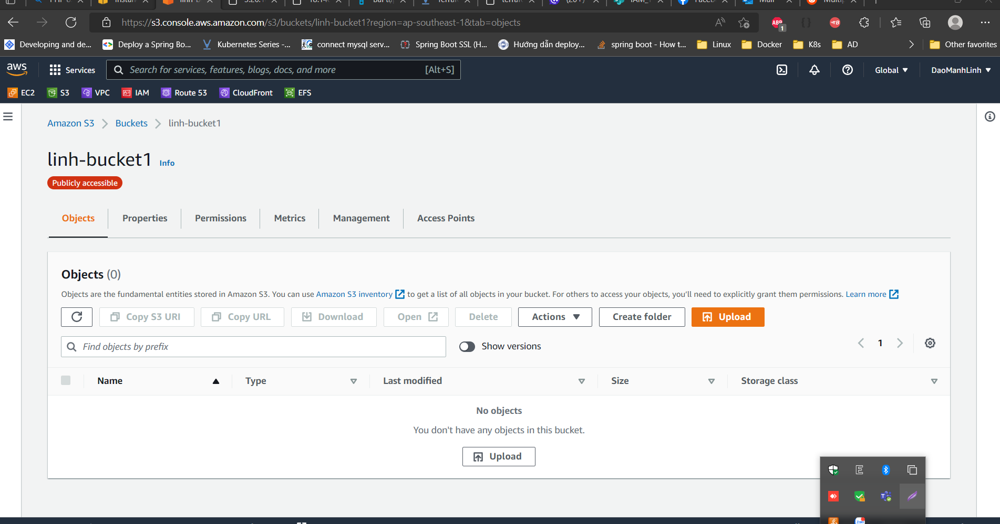 https://s3.console.aws.amazon.com/s3/buckets/linh-bucket1?region=ap-southeast-1&tab=objects
ABP 1
Developing and de... Deploy a Spring Bo... Kubernetes Series -... connect mysql serv... Spring Boot SSL (H... Hướng dẫn deploy... spring boot - How t... Linux Docker K8s AD Other favorites
aws Services Search for services, features, blogs, docs, and more [Alt+S] Global DaoManhLinh
EC2 S3 VPC IAM Route 53 CloudFront EFS
Amazon S3 Buckets linh-bucket1
linh-bucket1 Info
Publicly accessible
Objects Properties Permissions Metrics Management Access Points
Objects (0)
Objects are the fundamental entities stored in Amazon S3. You can use Amazon S3 inventory to get a list of all objects in your bucket. For others to access your objects, you'll need to explicitly grant them permissions. Learn more
Copy S3 URI Copy URL Download Open Delete Actions Create folder Upload
Find objects by prefix Show versions 1
Name Type Last modified Size Storage class
No objects
You don't have any objects in this bucket.
Upload